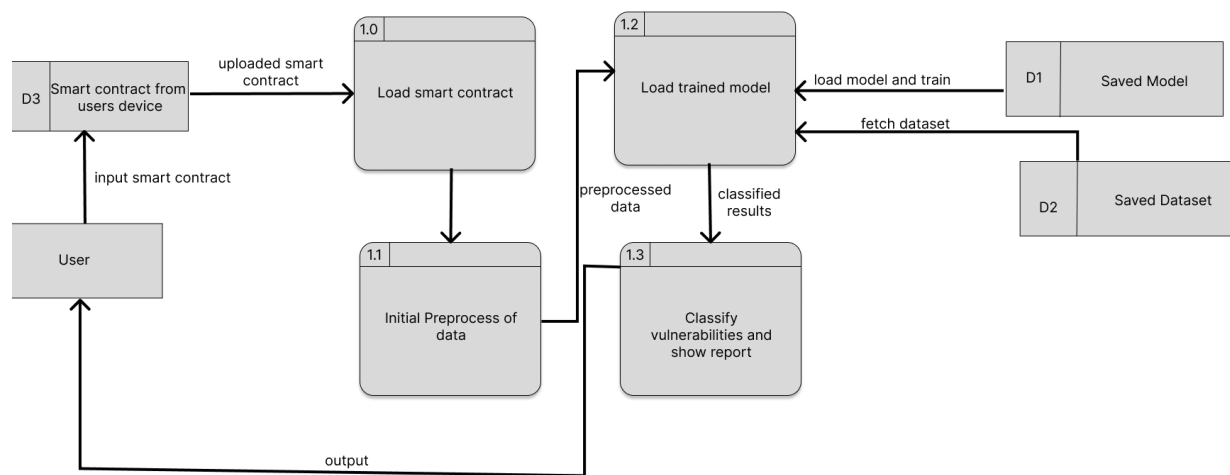 1.0
1.2
uploaded smart
contract
D3
Smart contract from
users device
Load smart contract
Load trained model
load model and train
D1
Saved Model
fetch dataset
input smart contract
preprocessed
data
classified
results
D2
Saved Dataset
User
1.1
1.3
Initial Preprocess of
data
Classify
vulnerabilities and
show report
output